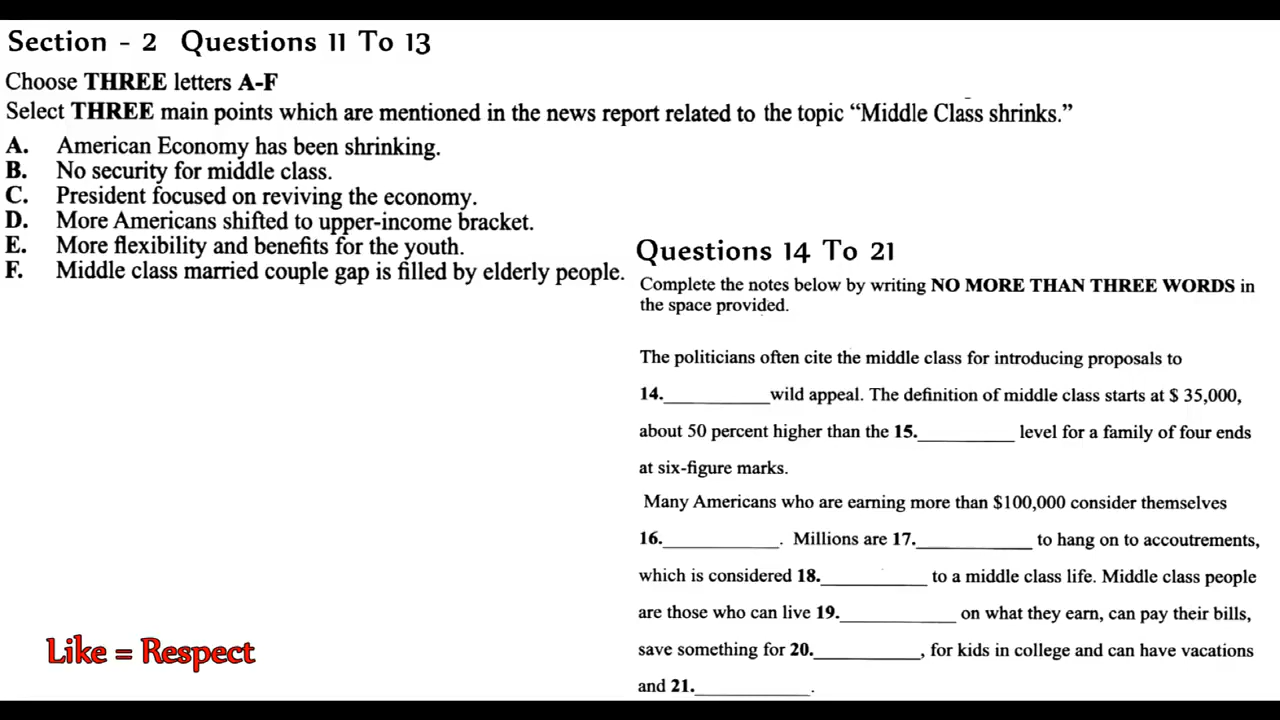 Section - 2 Questions 11 To 13
Choose THREE letters A-F
Select THREE main points which are mentioned in the news report related to the topic “Middle Class shrinks.”
A. American Economy has been shrinking.
B. No security for middle class.
C. President focused on reviving the economy.
D. More Americans shifted to upper-income bracket.
E. More flexibility and benefits for the youth.
F. Middle class married couple gap is filled by elderly people.
Questions 14 To 21
Complete the notes below by writing NO MORE THAN THREE WORDS in
the space provided.
The politicians often cite the middle class for introducing proposals to
14.__________wild appeal. The definition of middle class starts at $ 35,000,
about 50 percent higher than the 15.__________ level for a family of four ends
at six-figure marks.
Many Americans who are earning more than $100,000 consider themselves
16.__________. Millions are 17.__________ to hang on to accoutrements,
which is considered 18.__________ to a middle class life. Middle class people
are those who can live 19.__________ on what they earn, can pay their bills,
save something for 20.__________, for kids in college and can have vacations
and 21.__________.
Like = Respect